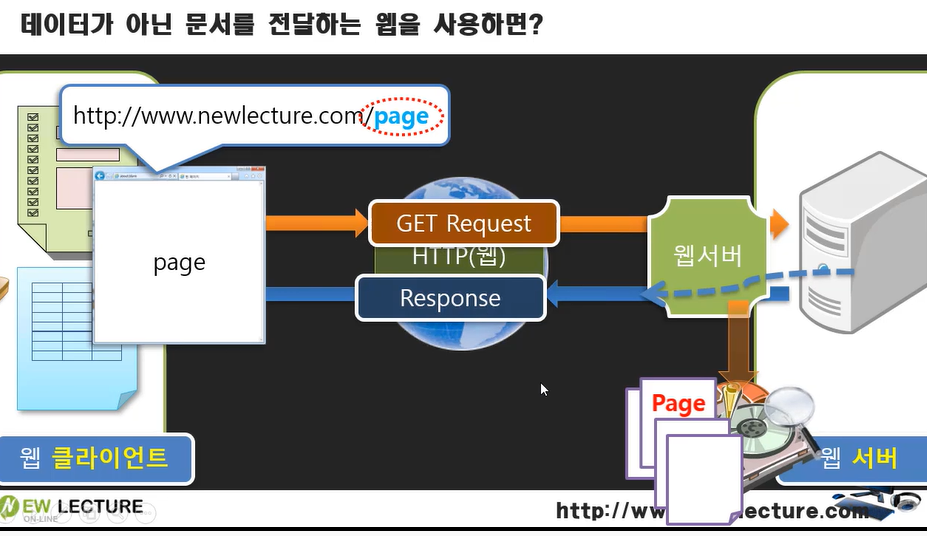 테이터가 아닌 문서를 전달하는 웹을 사용하면?
http://www.newlecture.com/page
page
GET Request
HTTP(웹)
Response
웹서버
Page
웹 클라이언트
웹 서버
NEW LECTURE
ON-LINE
http://ww lecture.com